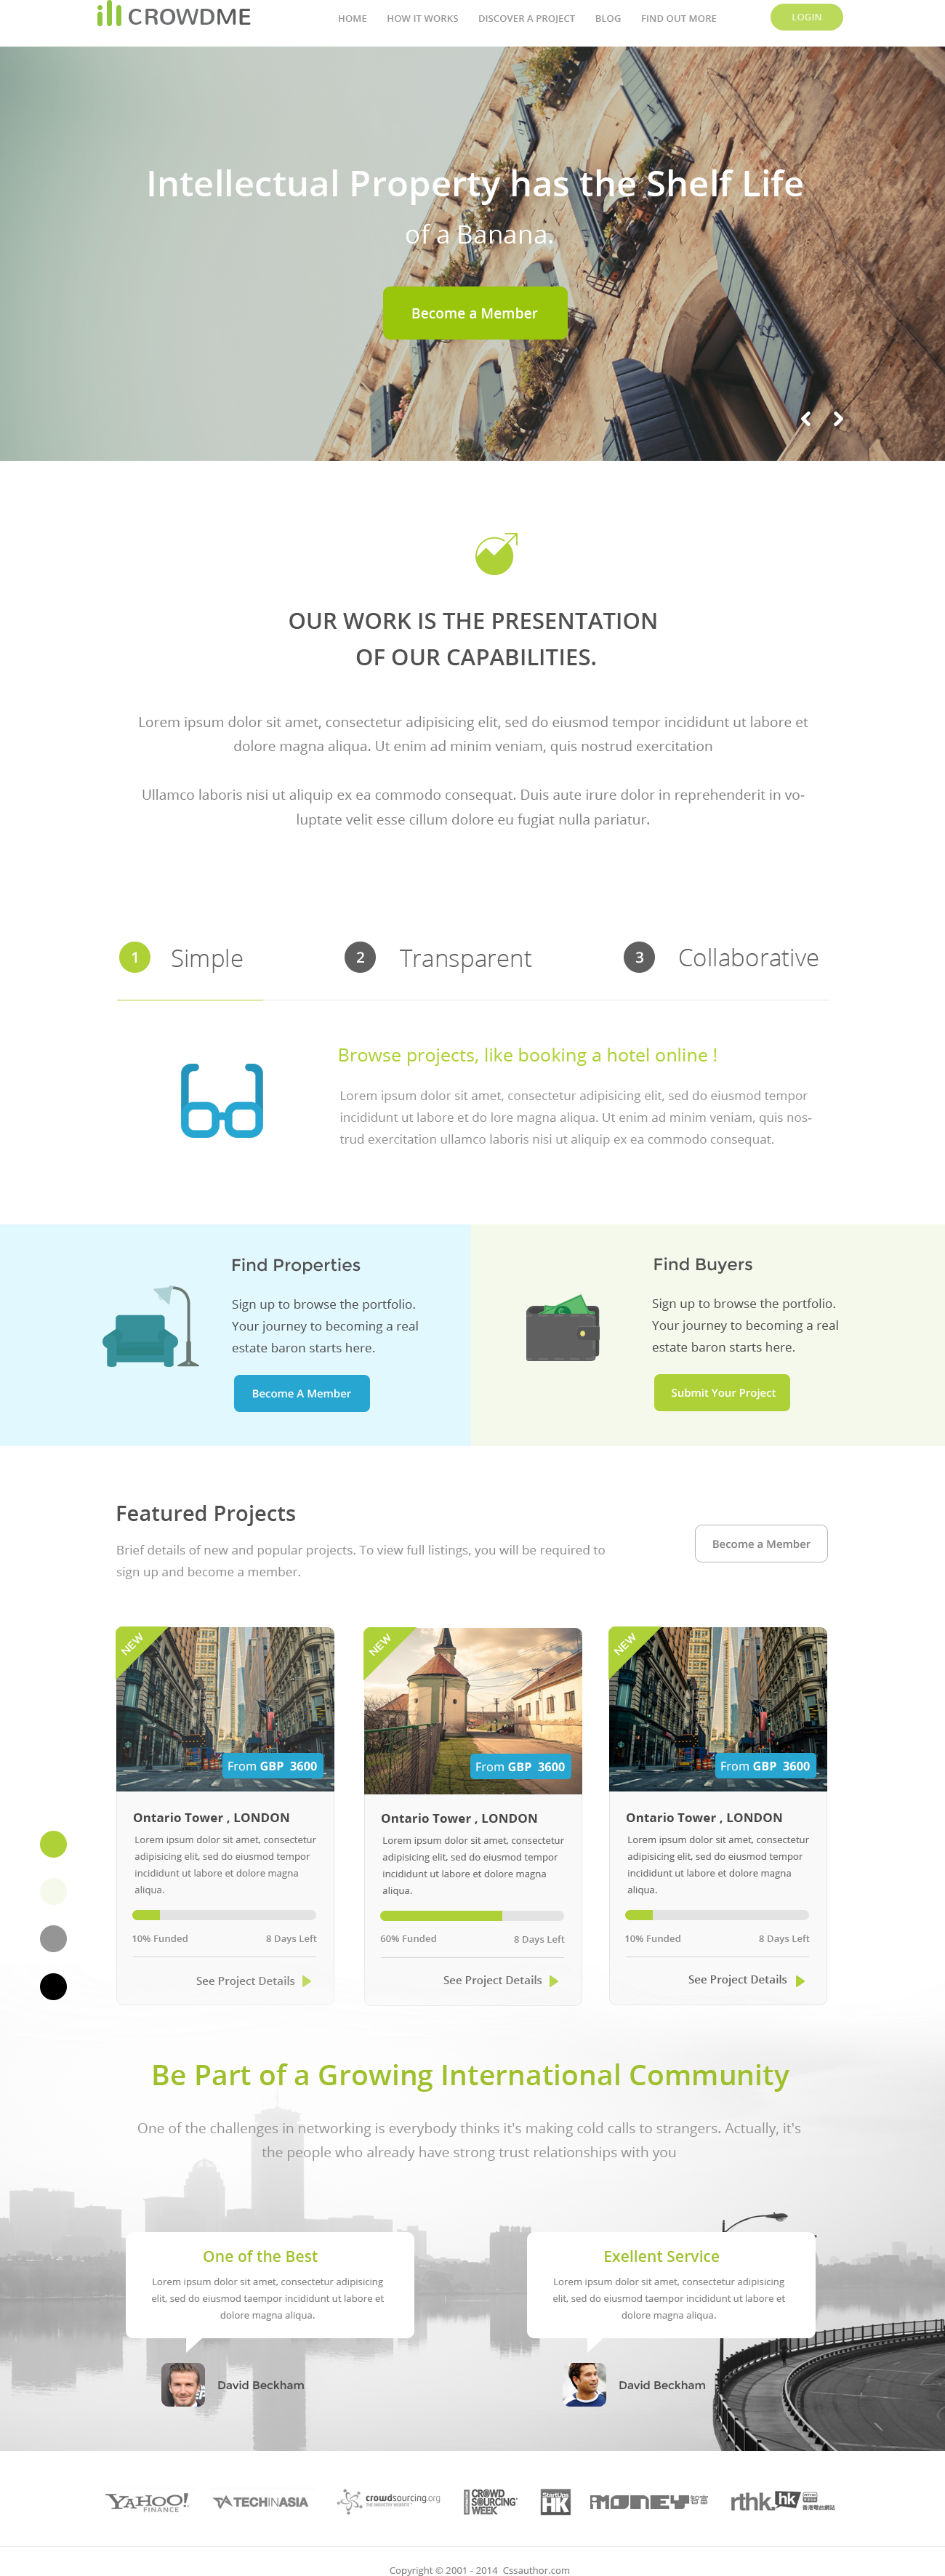 CROWDME
HOME HOW IT WORKS DISCOVER A PROJECT BLOG FIND OUT MORE LOGIN
Intellectual Property has the Shelf Life
of a Banana.
Become a Member
OUR WORK IS THE PRESENTATION
OF OUR CAPABILITIES.
Lorem ipsum dolor sit amet, consectetur adipisicing elit, sed do eiusmod tempor incididunt ut labore et
dolore magna aliqua. Ut enim ad minim veniam, quis nostrud exercitation
Ullamco laboris nisi ut aliquip ex ea commodo consequat. Duis aute irure dolor in reprehenderit in vo-
luptate velit esse cillum dolore eu fugiat nulla pariatur.
1 Simple 2 Transparent 3 Collaborative
Browse projects, like booking a hotel online !
Lorem ipsum dolor sit amet, consectetur adipisicing elit, sed do eiusmod tempor
incididunt ut labore et do lore magna aliqua. Ut enim ad minim veniam, quis nos-
trud exercitation ullamco laboris nisi ut aliquip ex ea commodo consequat.
Find Properties
Sign up to browse the portfolio.
Your journey to becoming a real
estate baron starts here.
Become A Member
Find Buyers
Sign up to browse the portfolio.
Your journey to becoming a real
estate baron starts here.
Submit Your Project
Featured Projects
Brief details of new and popular projects. To view full listings, you will be required to
sign up and become a member.
Become a Member
NEW
From GBP 3600
Ontario Tower , LONDON
Lorem ipsum dolor sit amet, consectetur
adipisicing elit, sed do eiusmod tempor
incididunt ut labore et dolore magna
aliqua.
10% Funded 8 Days Left
See Project Details
NEW
From GBP 3600
Ontario Tower , LONDON
Lorem ipsum dolor sit amet, consectetur
adipisicing elit, sed do eiusmod tempor
incididunt ut labore et dolore magna
aliqua.
60% Funded 8 Days Left
See Project Details
NEW
From GBP 3600
Ontario Tower , LONDON
Lorem ipsum dolor sit amet, consectetur
adipisicing elit, sed do eiusmod tempor
incididunt ut labore et dolore magna
aliqua.
10% Funded 8 Days Left
See Project Details
Be Part of a Growing International Community
One of the challenges in networking is everybody thinks it's making cold calls to strangers. Actually, it's
the people who already have strong trust relationships with you
One of the Best
Lorem ipsum dolor sit amet, consectetur adipisicing
elit, sed do eiusmod taempor incididunt ut labore et
dolore magna aliqua.
David Beckham
Exellent Service
Lorem ipsum dolor sit amet, consectetur adipisicing
elit, sed do eiusmod taempor incididunt ut labore et
dolore magna aliqua.
David Beckham
YAHOO!
FINANCE
TECHINASIA
crowdsourcing.org
THE INDUSTRY WEBSITE
CROWD
SOURCING
WEEK
StartUps
HK
MONEY 智富
rthk.hk
香港電台網站
Copyright © 2001 - 2014 Cssauthor.com